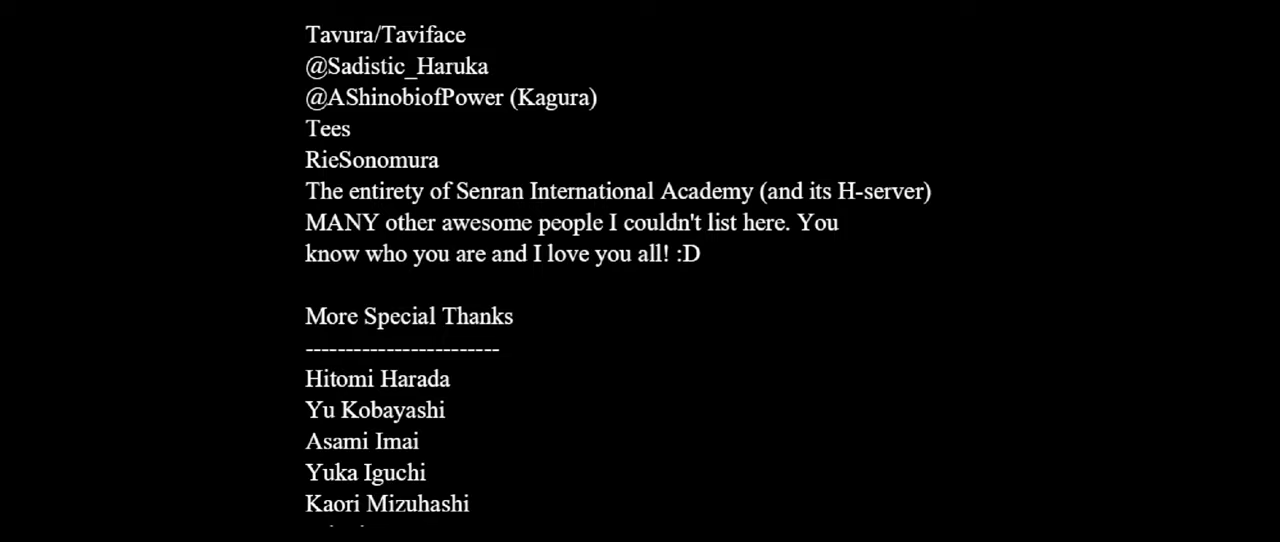 Tavura/Taviface
@Sadistic_Haruka
@AShinobiofPower (Kagura)
Tees
RieSonomura
The entirety of Senran International Academy (and its H-server)
MANY other awesome people I couldn't list here. You
know who you are and I love you all! :D
More Special Thanks
------------------------
Hitomi Harada
Yu Kobayashi
Asami Imai
Yuka Iguchi
Kaori Mizuhashi